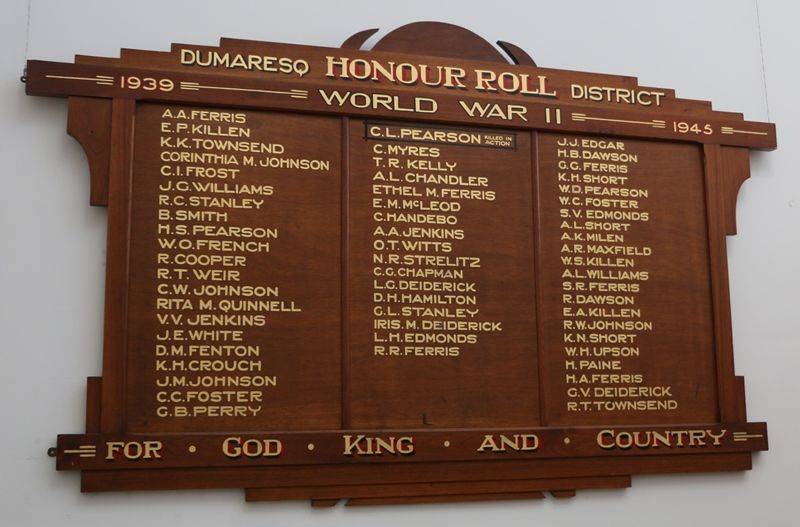 DUMARESQ HONOUR ROLL DISTRICT
1939 WORLD WAR II 1945
A.A. FERRIS
E.P. KILLEN
K.K. TOWNSEND
CORINTHIA M. JOHNSON
C.I. FROST
J.G. WILLIAMS
R.C. STANLEY
B. SMITH
H.S. PEARSON
W.O. FRENCH
R. COOPER
R.T. WEIR
C.W. JOHNSON
RITA M. QUINNELL
V.V. JENKINS
J.E. WHITE
D.M. FENTON
K.H. CROUCH
J.M. JOHNSON
C.C. FOSTER
G.B. PERRY
C.L. PEARSON KILLED IN ACTION
C. MYRES
T.R. KELLY
A.L. CHANDLER
ETHEL M. FERRIS
E.M. McLEOD
C. HANDEBO
A.A. JENKINS
O.T. WITTS
N.R. STRELITZ
C.G. CHAPMAN
L.G. DEIDERICK
D.H. HAMILTON
G.L. STANLEY
IRIS M. DEIDERICK
L.H. EDMONDS
R.R. FERRIS
J.J. EDGAR
H.B. DAWSON
G.G. FERRIS
K.H. SHORT
W.D. PEARSON
W.C. FOSTER
S.V. EDMONDS
A.L. SHORT
A.K. MILEN
A.R. MAXFIELD
W.S. KILLEN
A.L. WILLIAMS
S.R. FERRIS
R. DAWSON
E.A. KILLEN
R.W. JOHNSON
K.N. SHORT
W.H. UPSON
H. PAINE
H.A. FERRIS
G.V. DEIDERICK
R.T. TOWNSEND
FOR · GOD · KING · AND · COUNTRY